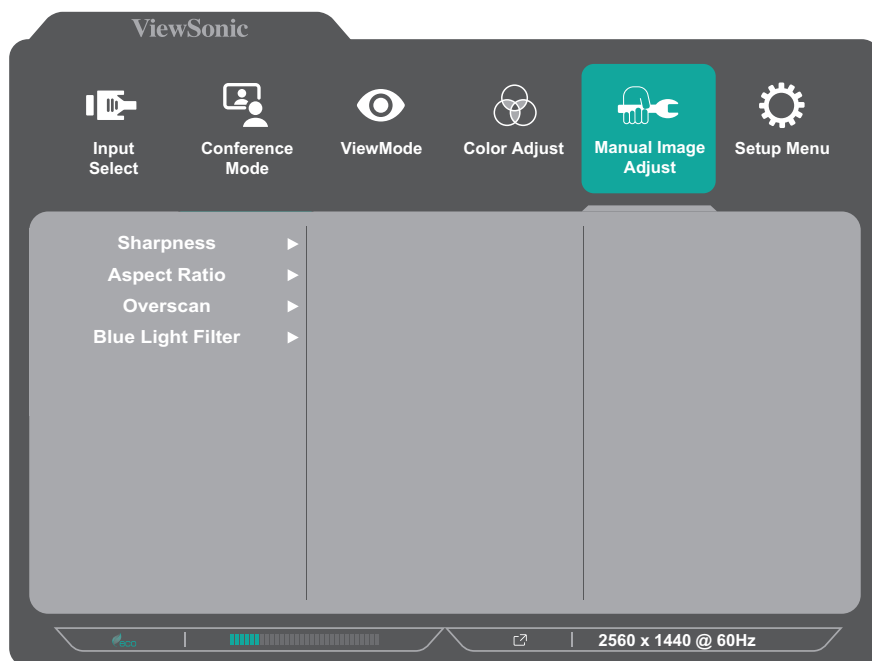 ViewSonic
Input
Select
Conference
Mode
ViewMode
Color Adjust
Manual Image
Adjust
Setup Menu
Sharpness
Aspect Ratio
Overscan
Blue Light Filter
eco
2560 x 1440 @ 60Hz